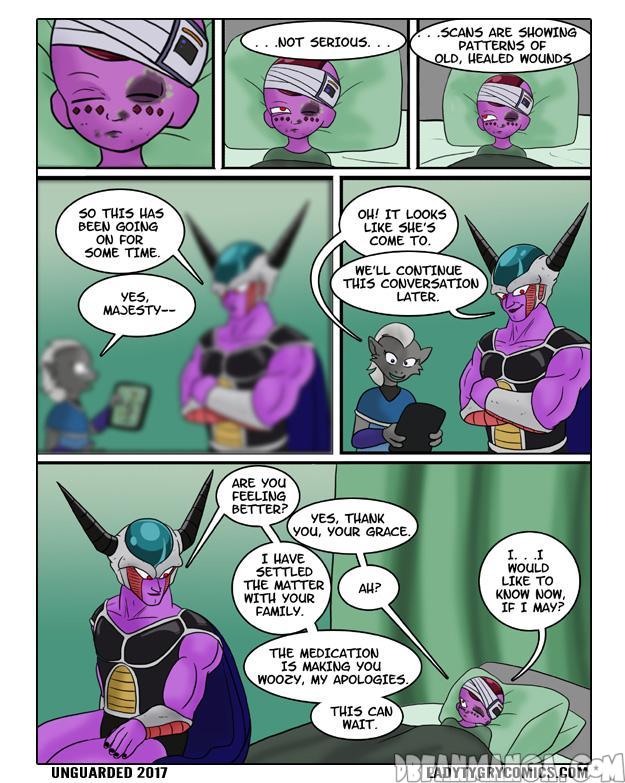 . . .NOT SERIOUS. . .
. . .SCANS ARE SHOWING
PATTERNS OF
OLD, HEALED WOUNDS
SO THIS HAS
BEEN GOING
ON FOR
SOME TIME.
YES,
MAJESTY--
OH! IT LOOKS
LIKE SHE'S
COME TO.
WE'LL CONTINUE
THIS CONVERSATION
LATER.
ARE YOU
FEELING
BETTER?
YES, THANK
YOU, YOUR GRACE.
I HAVE
SETTLED
THE MATTER
WITH YOUR
FAMILY.
AH?
I. . .I
WOULD
LIKE TO
KNOW NOW,
IF I MAY?
THE MEDICATION
IS MAKING YOU
WOOZY, MY APOLOGIES.
THIS CAN
WAIT.
UNGUARDED 2017
LADYTYGRYCOMICS.COM
DBFANMANGA.COM